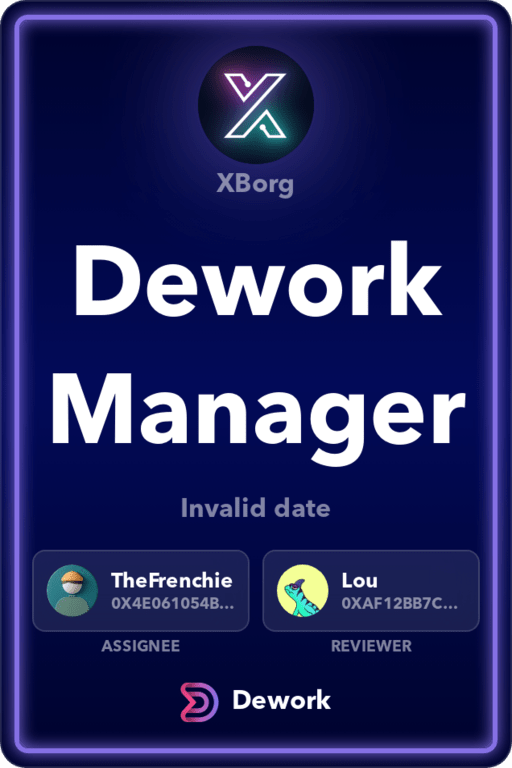 XBorg
Dework
Manager
Invalid date
TheFrenchie
0X4E061054B...
Lou
0XAF12BB7C...
ASSIGNEE
REVIEWER
Dework